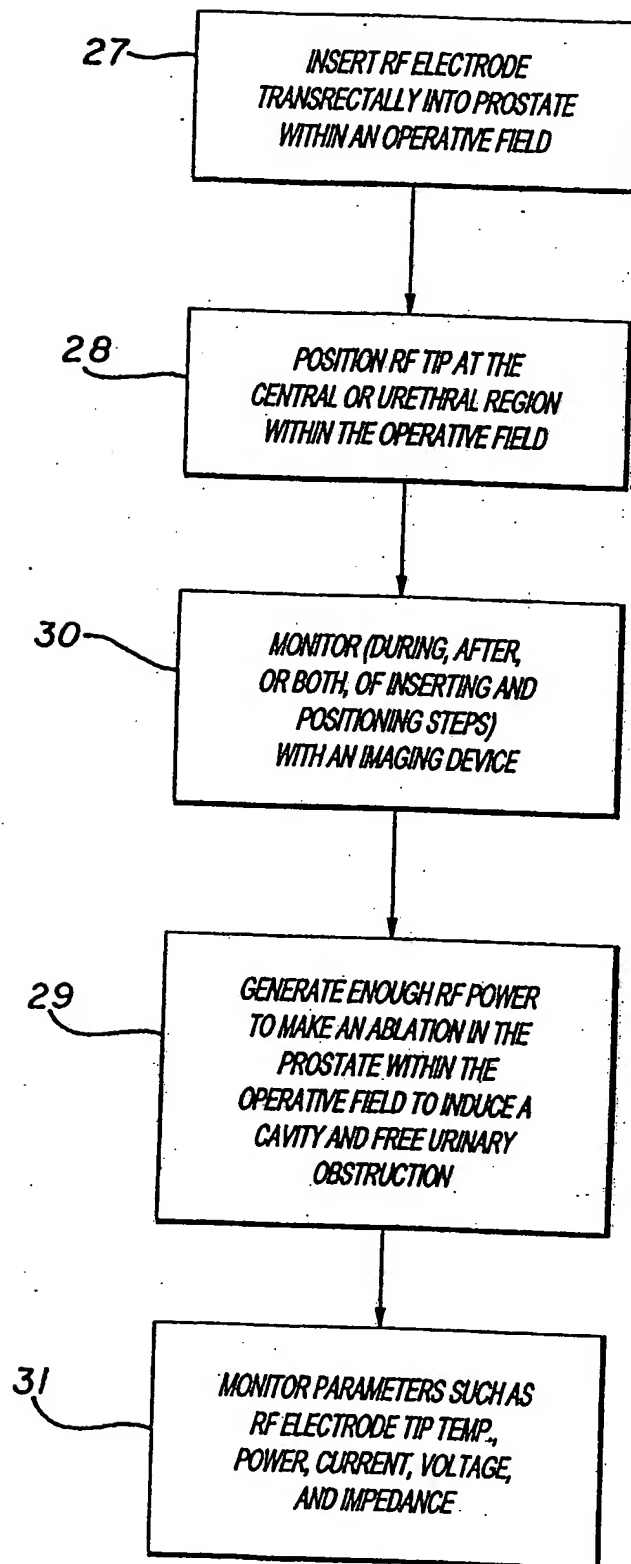 27
INSERT RF ELECTRODE
TRANSRECTALLY INTO PROSTATE
WITHIN AN OPERATIVE FIELD
28
POSITION RF TIP AT THE
CENTRAL OR URETHRAL REGION
WITHIN THE OPERATIVE FIELD
30
MONITOR (DURING, AFTER,
OR BOTH, OF INSERTING AND
POSITIONING STEPS)
WITH AN IMAGING DEVICE
29
GENERATE ENOUGH RF POWER
TO MAKE AN ABLATION IN THE
PROSTATE WITHIN THE
OPERATIVE FIELD TO INDUCE A
CAVITY AND FREE URINARY
OBSTRUCTION
31
MONITOR PARAMETERS SUCH AS
RF ELECTRODE TIP TEMP.,
POWER, CURRENT, VOLTAGE,
AND IMPEDANCE